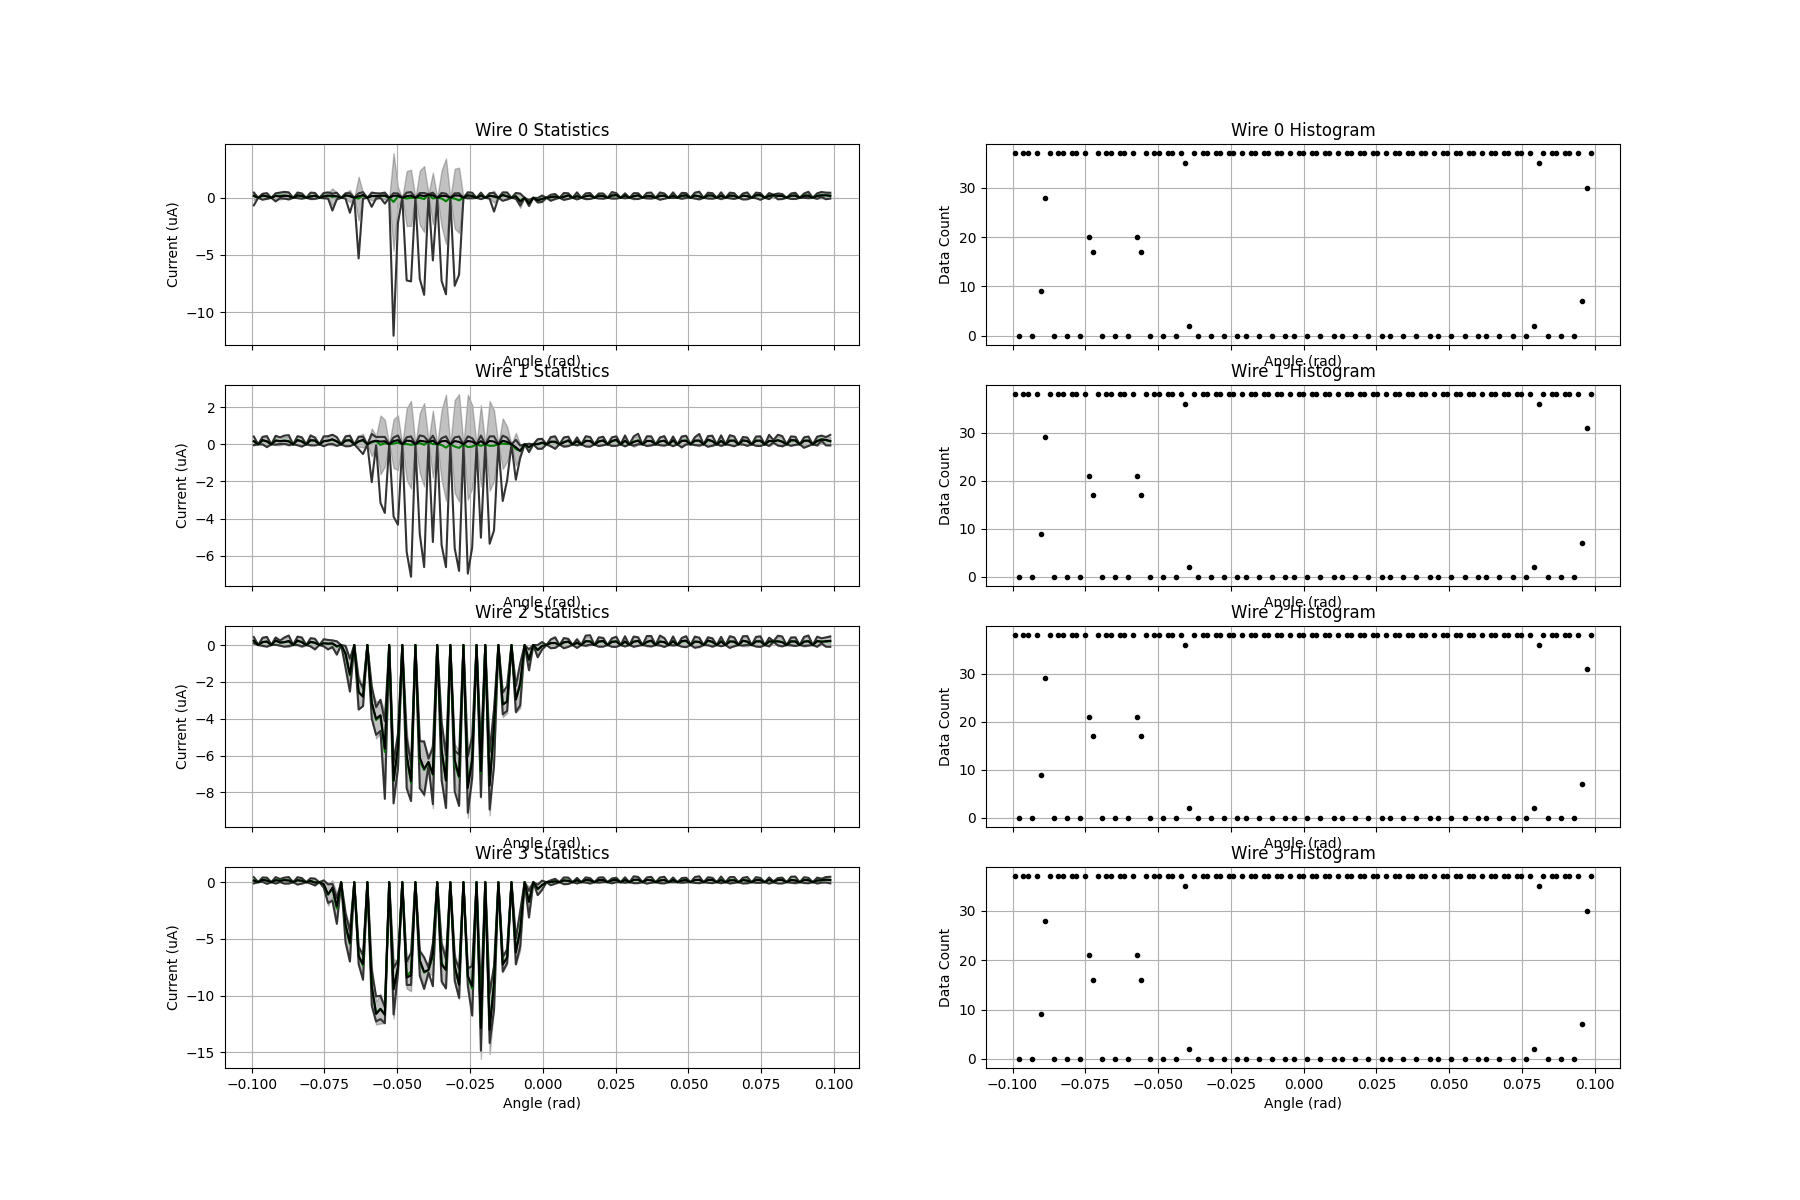 Wire 0 Statistics
Current (uA)
0
−5
−10
Angle (rad)
Wire 0 Histogram
Data Count
30
20
10
0
Angle (rad)
Wire 1 Statistics
Current (uA)
2
0
−2
−4
−6
Angle (rad)
Wire 1 Histogram
Data Count
30
20
10
0
Angle (rad)
Wire 2 Statistics
Current (uA)
0
−2
−4
−6
−8
Angle (rad)
Wire 2 Histogram
Data Count
30
20
10
0
Angle (rad)
Wire 3 Statistics
Current (uA)
0
−5
−10
−15
−0.100 −0.075 −0.050 −0.025 0.000 0.025 0.050 0.075 0.100
Angle (rad)
Wire 3 Histogram
Data Count
30
20
10
0
−0.100 −0.075 −0.050 −0.025 0.000 0.025 0.050 0.075 0.100
Angle (rad)